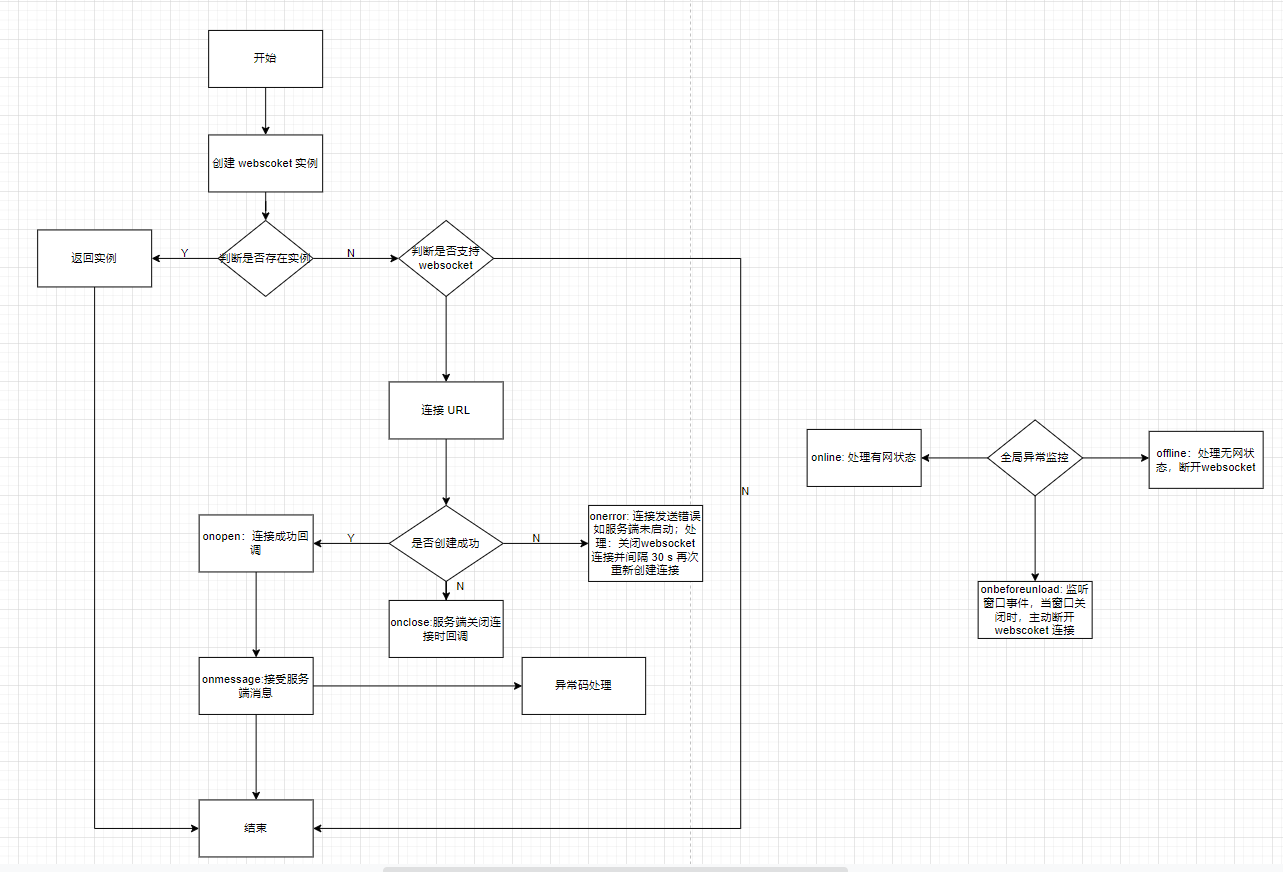 开始
创建 webscoket 实例
返回实例
Y
判断是否存在实例
N
判断是否支持
websocket
连接 URL
N
onopen：连接成功回
调
Y
是否创建成功
N
onerror: 连接发送错误
如服务端未启动；处
理：关闭websocket
连接并间隔 30 s 再次
重新创建连接
N
onclose:服务端关闭连
接时回调
onmessage:接受服务
端消息
异常码处理
结束
online: 处理有网状态
全局异常监控
offline：处理无网状
态，断开websocket
onbeforeunload: 监听
窗口事件，当窗口关
闭时，主动断开
webscoket 连接